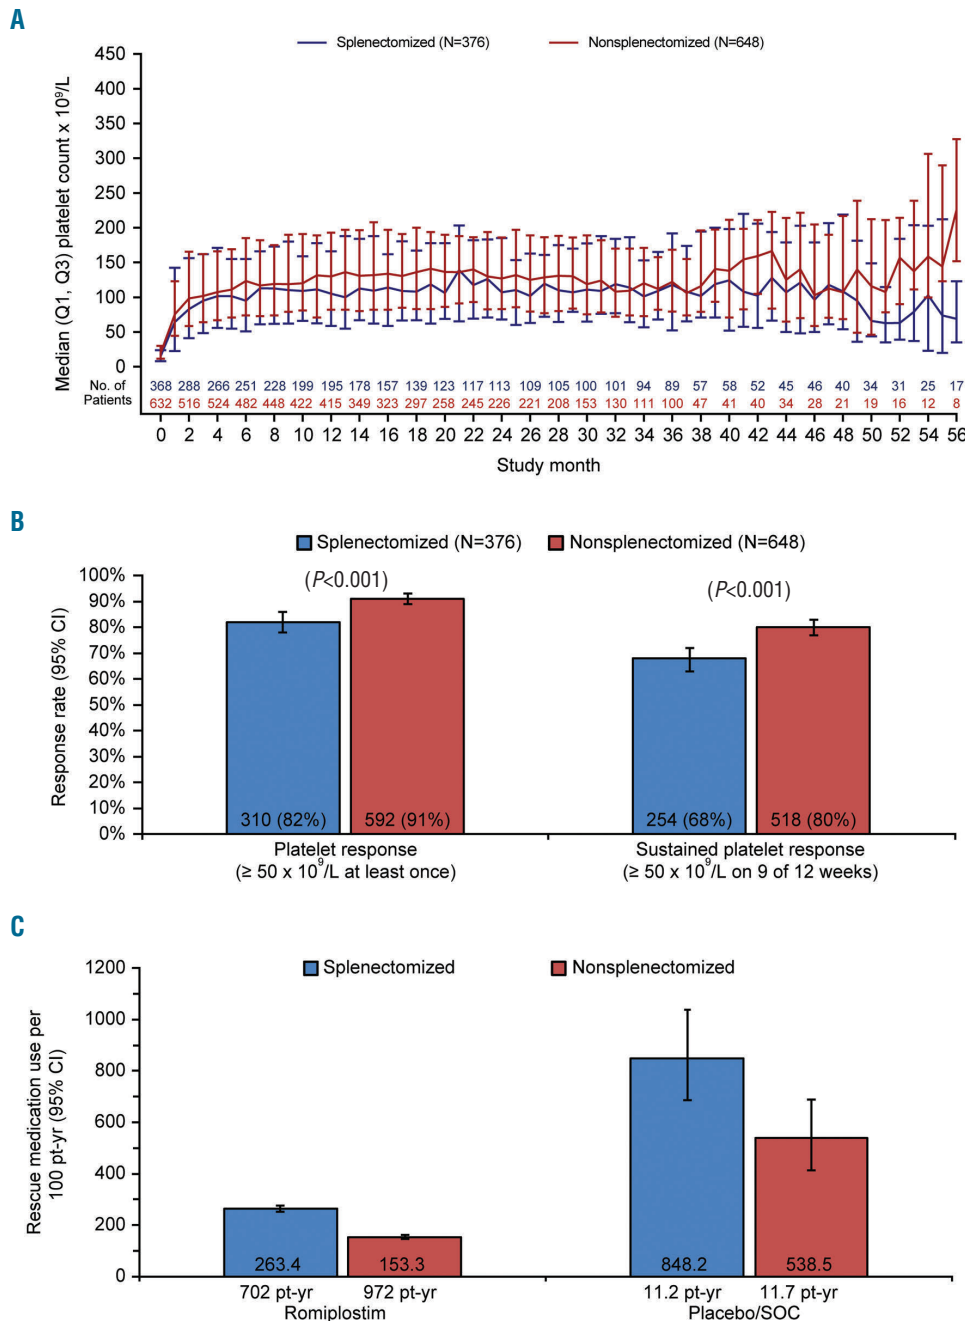 A
Splenectomized (N=376) Nonsplenectomized (N=648)
Median (Q1, Q3) platelet count x 10⁹/L
450
400
350
300
250
200
150
100
50
0
No. of Patients
368 288 266 251 228 199 195 178 157 139 123 117 113 109 105 100 101 94 89 57 58 52 45 46 40 34 31 25 17
632 516 524 482 448 422 415 349 323 297 258 245 226 221 208 153 130 111 100 47 41 40 34 28 21 19 16 12 8
0 2 4 6 8 10 12 14 16 18 20 22 24 26 28 30 32 34 36 38 40 42 44 46 48 50 52 54 56
Study month
B
Splenectomized (N=376) Nonsplenectomized (N=648)
Response rate (95% CI)
100%
90%
80%
70%
60%
50%
40%
30%
20%
10%
0%
(P<0.001) (P<0.001)
310 (82%) 592 (91%) 254 (68%) 518 (80%)
Platelet response Sustained platelet response
(≥ 50 x 10⁹/L at least once) (≥ 50 x 10⁹/L on 9 of 12 weeks)
C
Splenectomized Nonsplenectomized
Rescue medication use per
100 pt-yr (95% CI)
1200
1000
800
600
400
200
0
263.4 153.3 848.2 538.5
702 pt-yr 972 pt-yr 11.2 pt-yr 11.7 pt-yr
Romiplostim Placebo/SOC